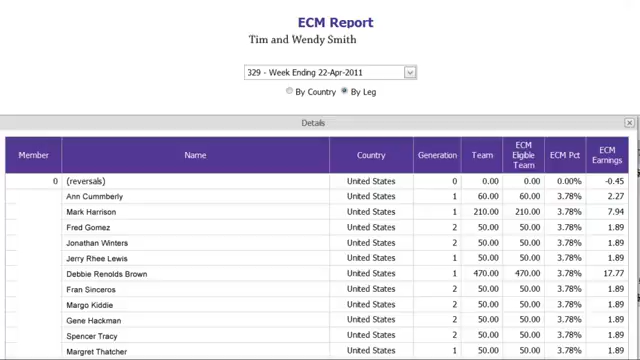 ECM Report
Tim and Wendy Smith
329 - Week Ending 22-Apr-2011
By Country By Leg
Details
Member Name Country Generation Team ECM Eligible Team ECM Pct ECM Earnings
0 (reversals) United States 0 0.00 0.00 0.00% -0.45
Ann Cummberly United States 1 60.00 60.00 3.78% 2.27
Mark Harrison United States 1 210.00 210.00 3.78% 7.94
Fred Gomez United States 2 50.00 50.00 3.78% 1.89
Jonathan Winters United States 2 50.00 50.00 3.78% 1.89
Jerry Rhee Lewis United States 1 50.00 50.00 3.78% 1.89
Debbie Renolds Brown United States 1 470.00 470.00 3.78% 17.77
Fran Sinceros United States 2 50.00 50.00 3.78% 1.89
Margo Kiddie United States 2 50.00 50.00 3.78% 1.89
Gene Hackman United States 2 50.00 50.00 3.78% 1.89
Spencer Tracy United States 2 50.00 50.00 3.78% 1.89
Margret Thatcher United States 1 50.00 50.00 3.78% 1.89